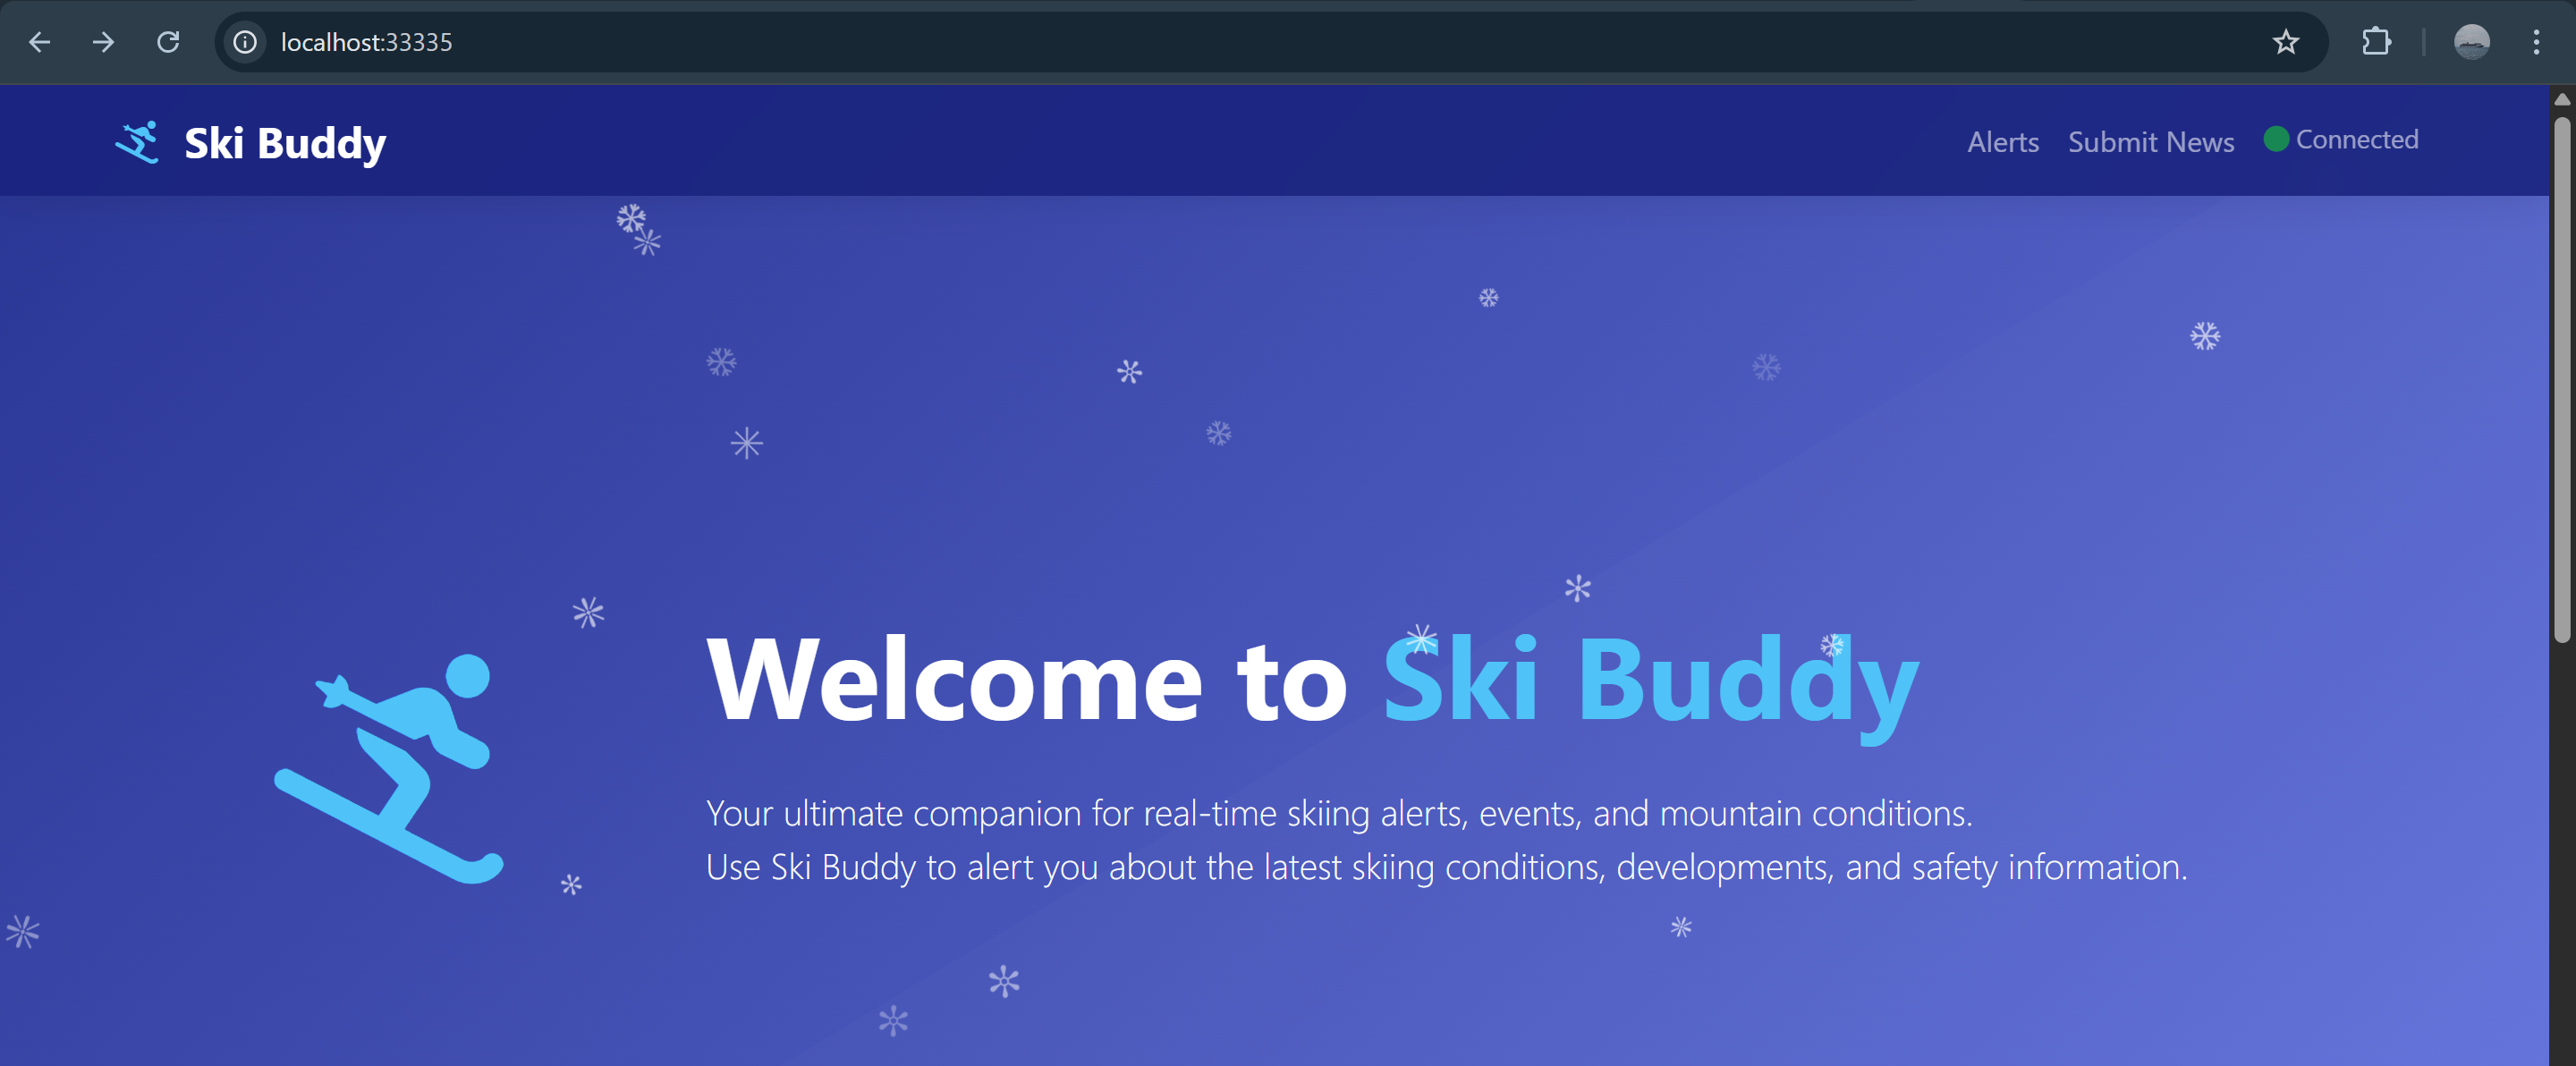 localhost:33335
Ski Buddy
Alerts Submit News Connected
Welcome to Ski Buddy
Your ultimate companion for real-time skiing alerts, events, and mountain conditions.
Use Ski Buddy to alert you about the latest skiing conditions, developments, and safety information.